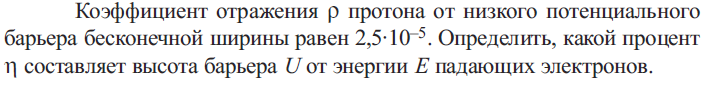 Коэффициент отражения ρ протона от низкого потенциального
барьера бесконечной ширины равен 2,5·10⁻⁵. Определить, какой процент
η составляет высота барьера U от энергии E падающих электронов.